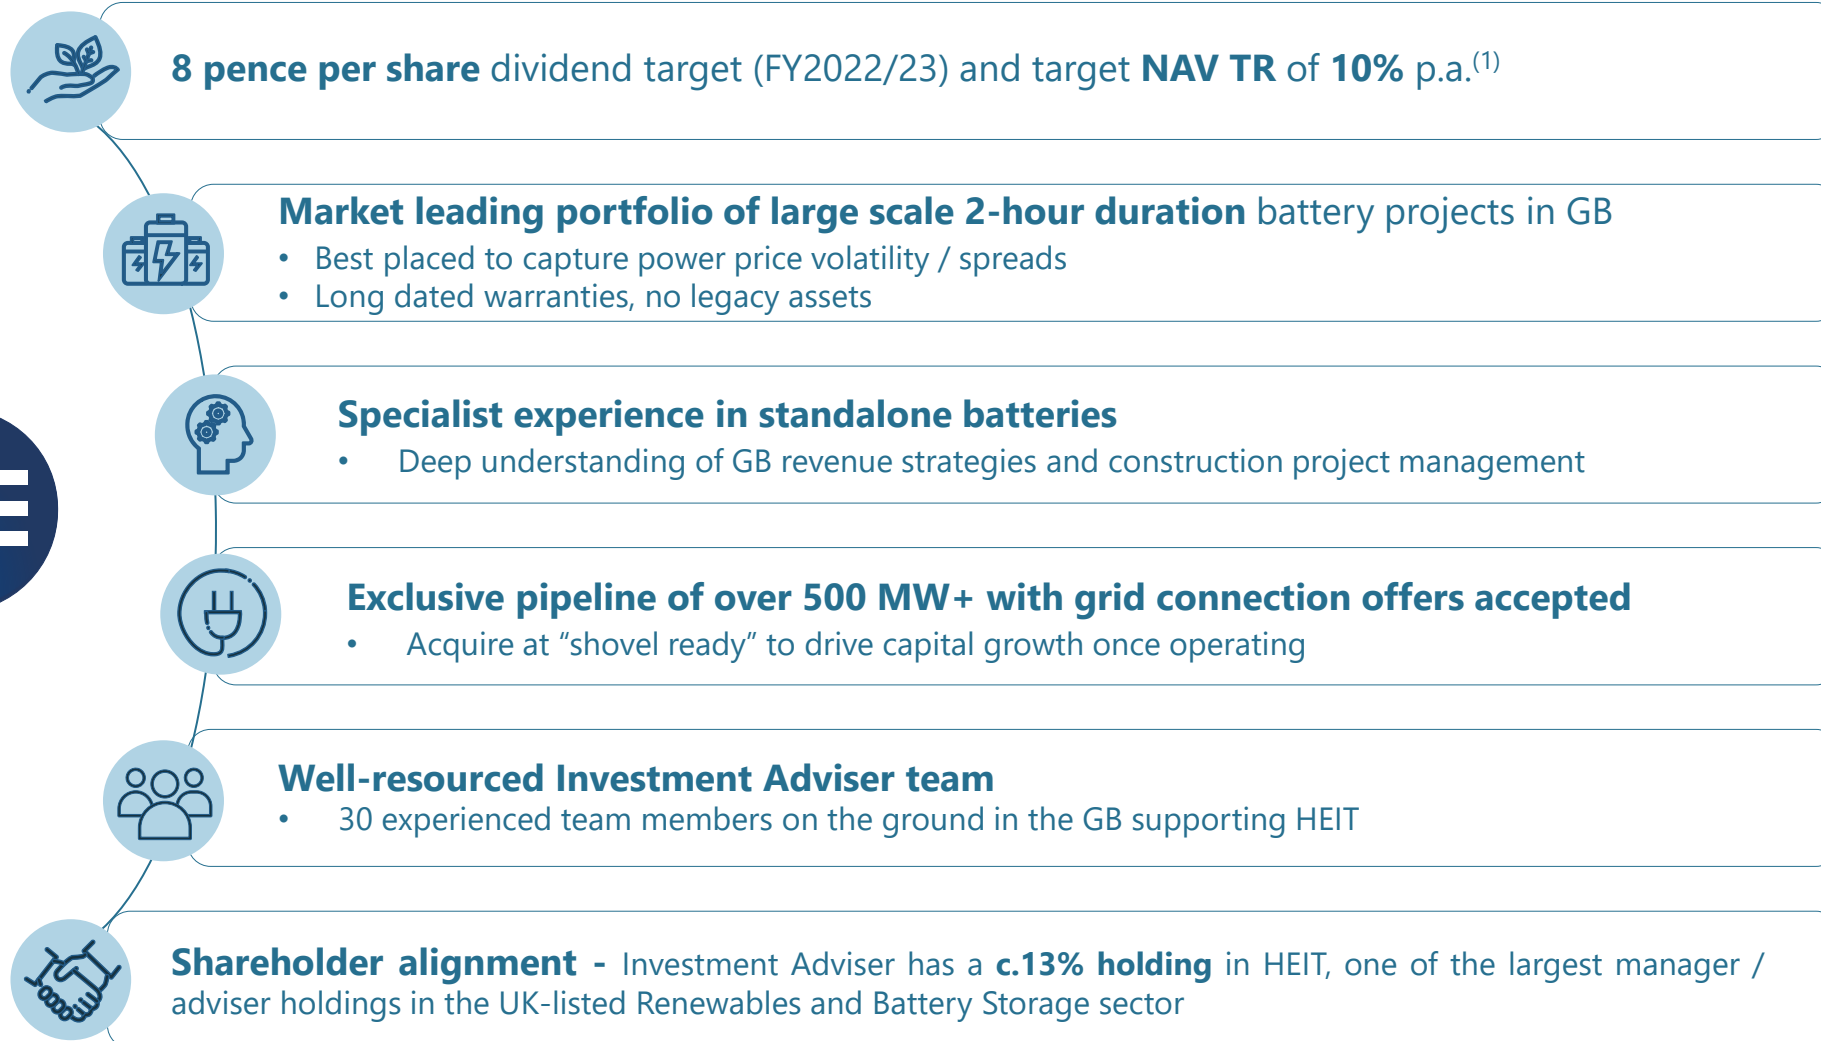 8 pence per share dividend target (FY2022/23) and target NAV TR of 10% p.a.(1)
Market leading portfolio of large scale 2-hour duration battery projects in GB
• Best placed to capture power price volatility / spreads
• Long dated warranties, no legacy assets
Specialist experience in standalone batteries
• Deep understanding of GB revenue strategies and construction project management
Exclusive pipeline of over 500 MW+ with grid connection offers accepted
• Acquire at “shovel ready” to drive capital growth once operating
Well-resourced Investment Adviser team
• 30 experienced team members on the ground in the GB supporting HEIT
Shareholder alignment - Investment Adviser has a c.13% holding in HEIT, one of the largest manager /
adviser holdings in the UK-listed Renewables and Battery Storage sector